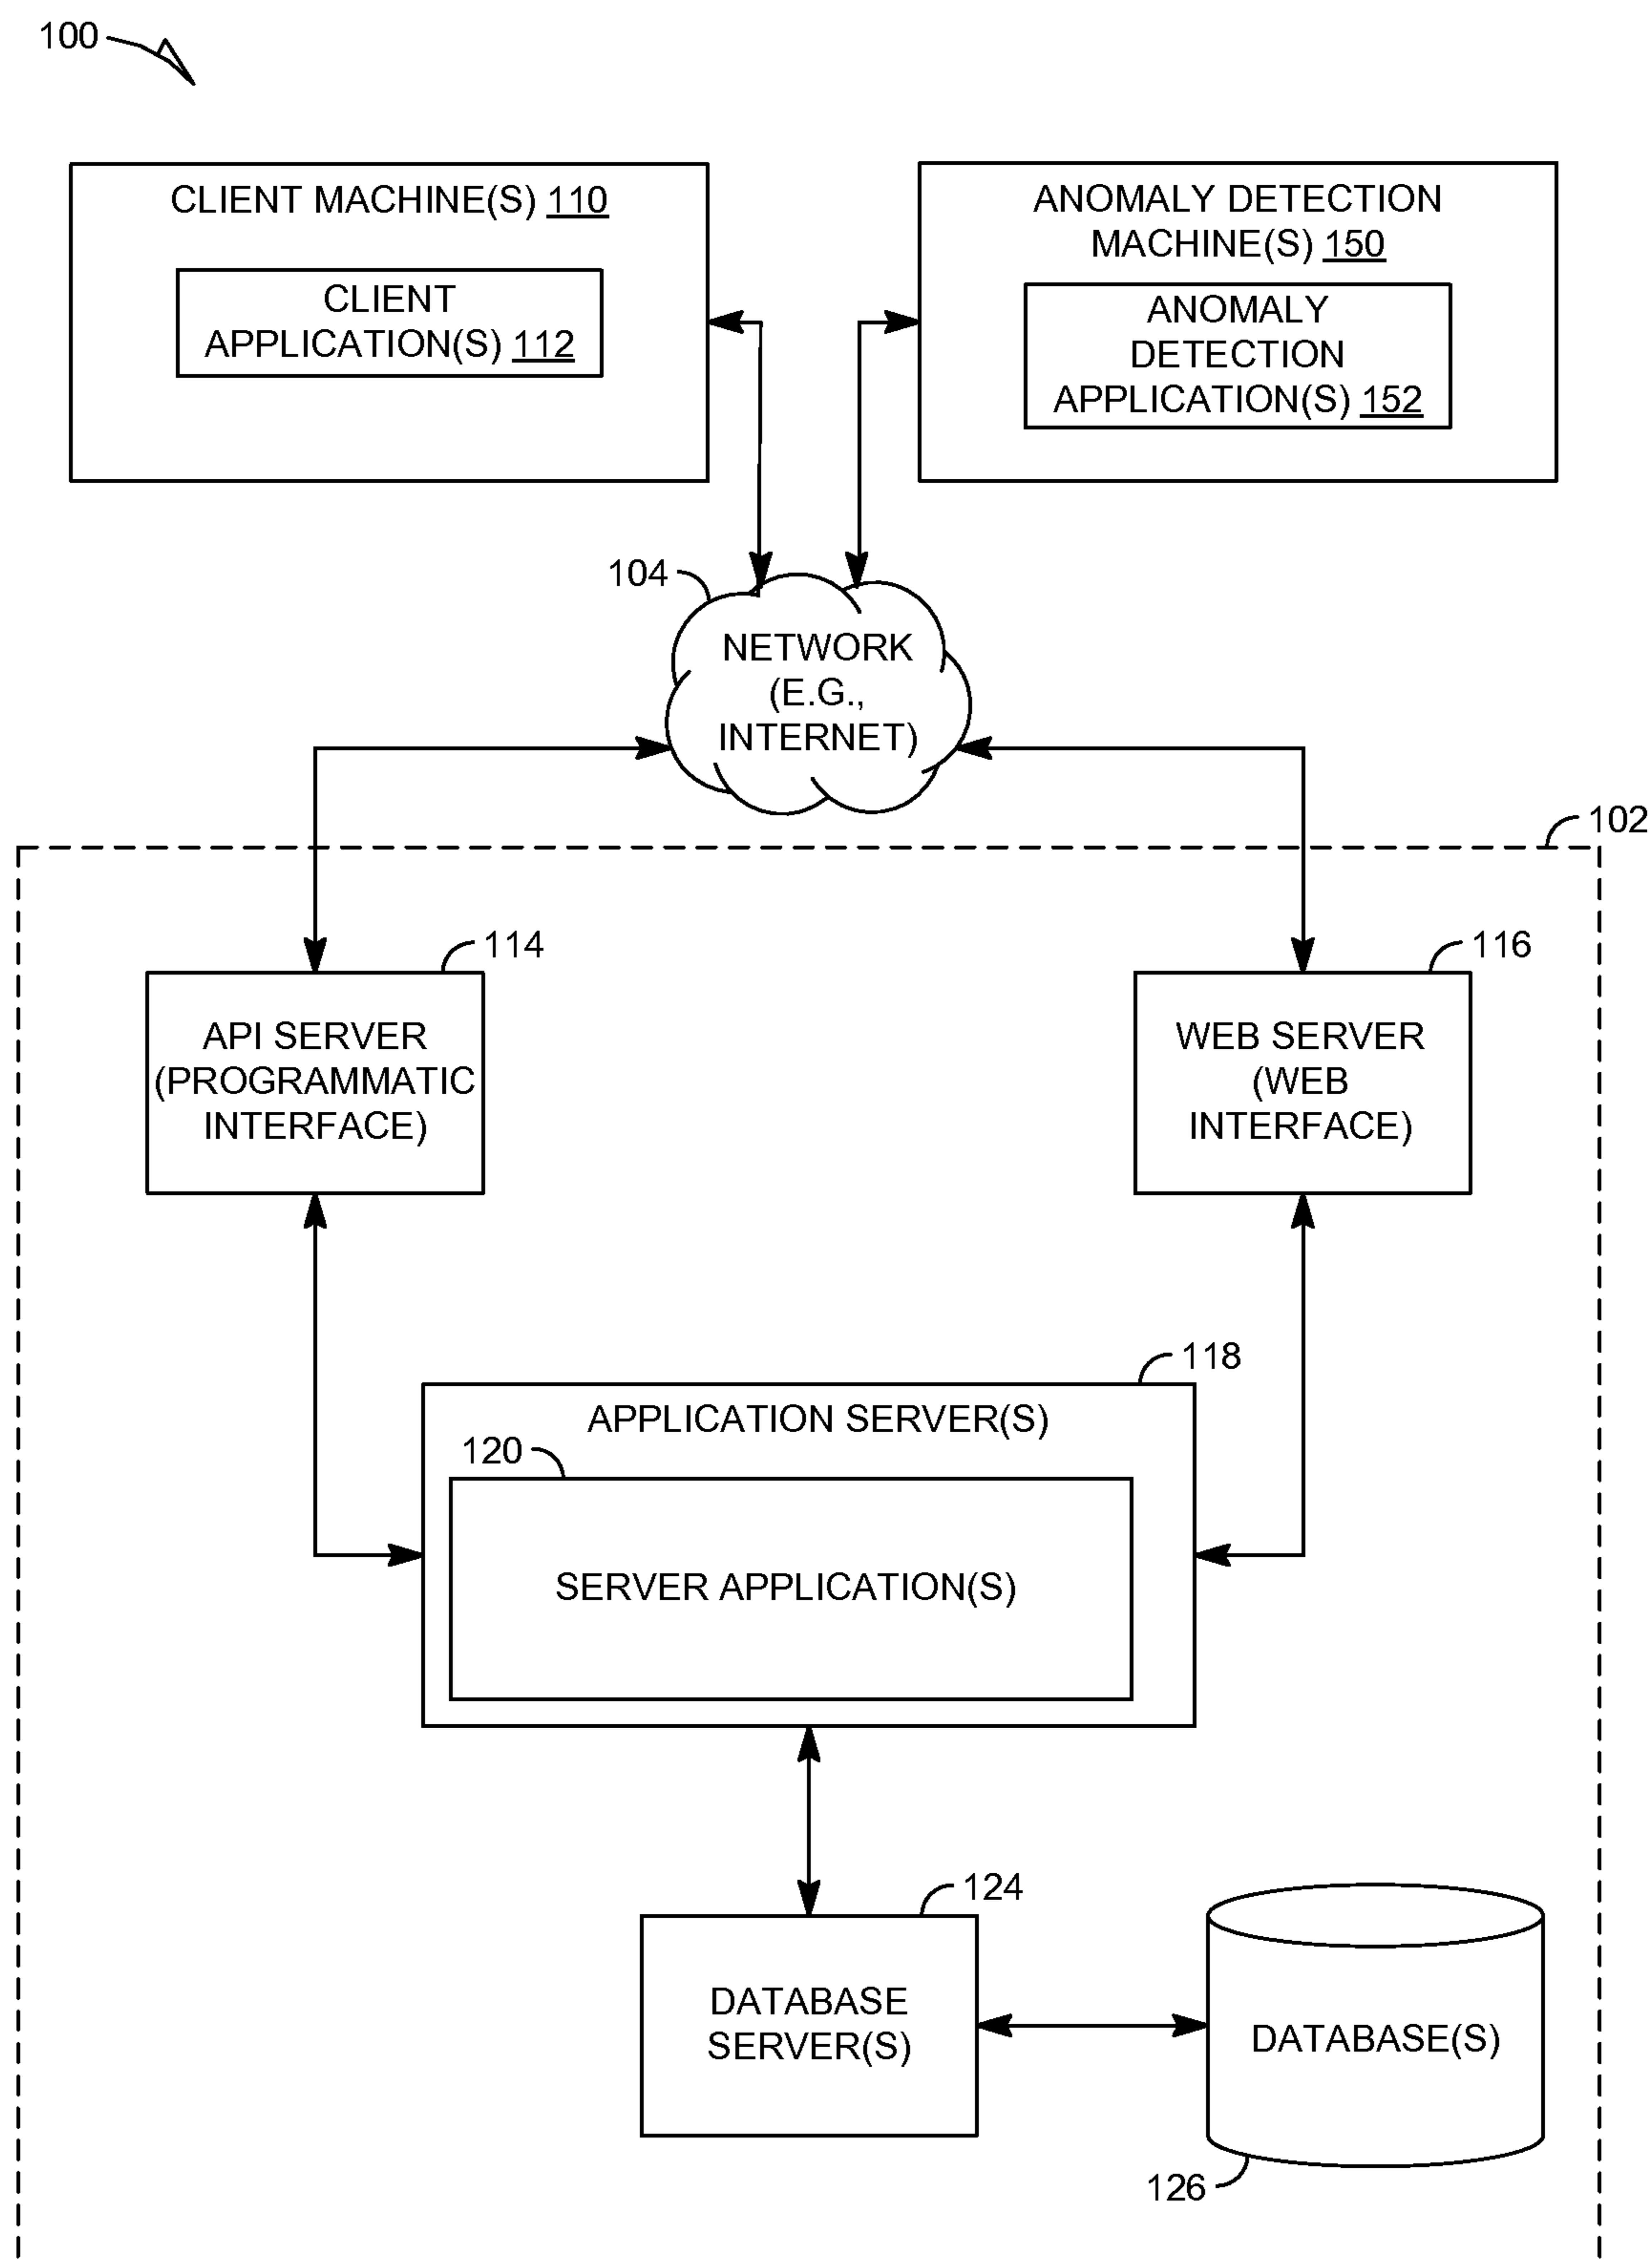 100
CLIENT MACHINE(S) 110
CLIENT
APPLICATION(S) 112
ANOMALY DETECTION
MACHINE(S) 150
ANOMALY
DETECTION
APPLICATION(S) 152
104
NETWORK
(E.G.,
INTERNET)
102
114
API SERVER
(PROGRAMMATIC
INTERFACE)
116
WEB SERVER
(WEB
INTERFACE)
118
APPLICATION SERVER(S)
120
SERVER APPLICATION(S)
124
DATABASE
SERVER(S)
DATABASE(S)
126